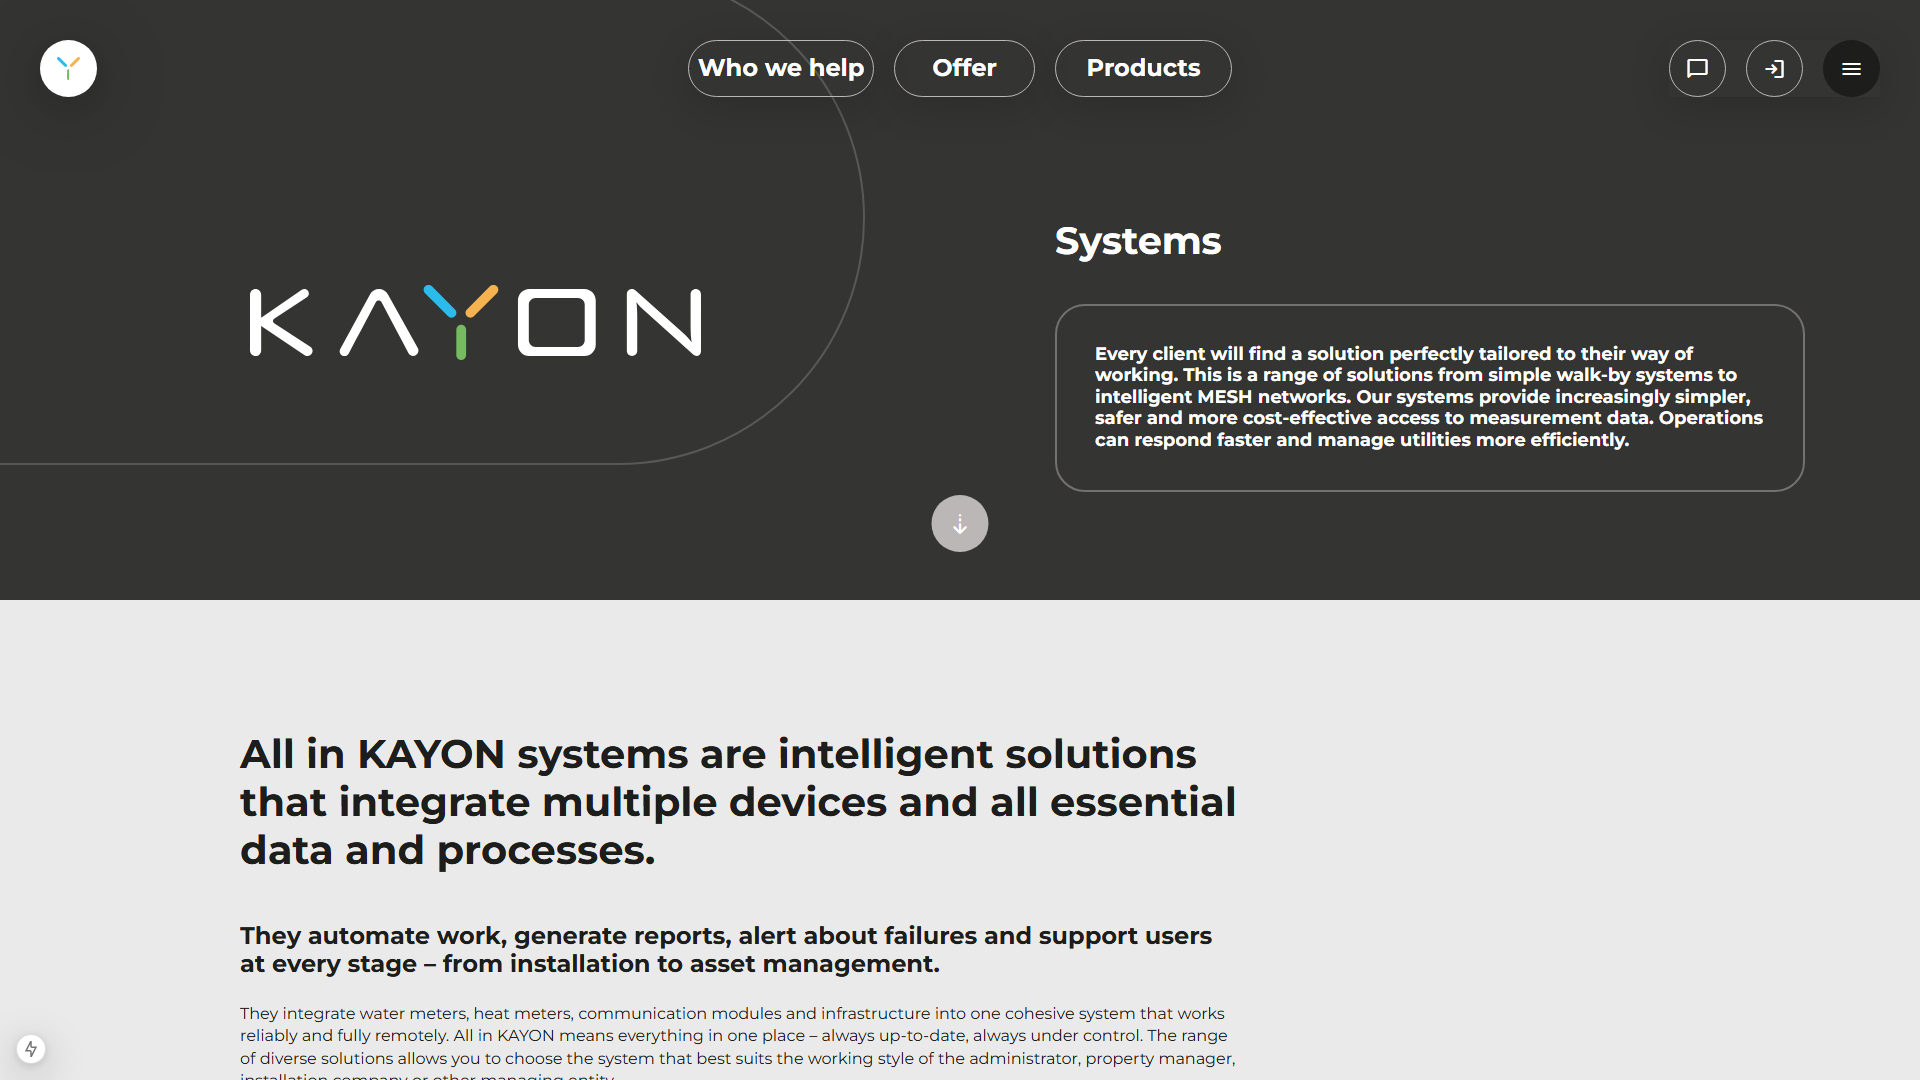 Who we help
Offer
Products
KAYON
Systems
Every client will find a solution perfectly tailored to their way of
working. This is a range of solutions from simple walk-by systems to
intelligent MESH networks. Our systems provide increasingly simpler,
safer and more cost-effective access to measurement data. Operations
can respond faster and manage utilities more efficiently.
All in KAYON systems are intelligent solutions
that integrate multiple devices and all essential
data and processes.
They automate work, generate reports, alert about failures and support users
at every stage – from installation to asset management.
They integrate water meters, heat meters, communication modules and infrastructure into one cohesive system that works
reliably and fully remotely. All in KAYON means everything in one place – always up-to-date, always under control. The range
of diverse solutions allows you to choose the system that best suits the working style of the administrator, property manager,
installation company or other managing entity.